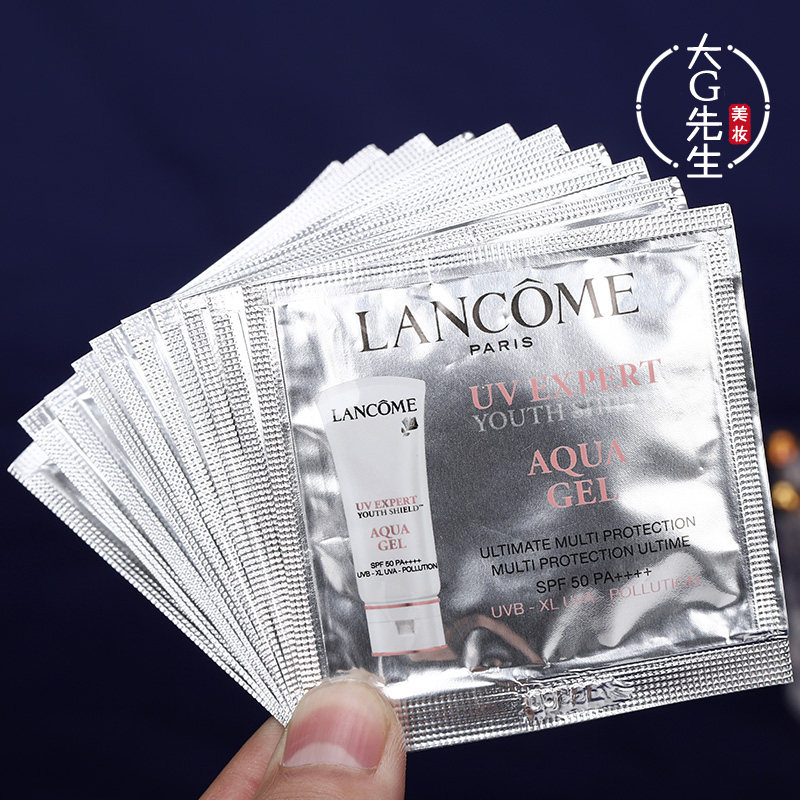 大G先生
美妆
LANCÔME
PARIS
UV EXPERT
YOUTH SHIELD
AQUA
GEL
ULTIMATE MULTI PROTECTION
MULTI PROTECTION ULTIME
SPF 50 PA++++
UVB - XL UVA - POLLUTION
LANCÔME
UV EXPERT
YOUTH SHIELD™
AQUA
GEL
SPF 50 PA++++
UVB - XL UVA - POLLUTION